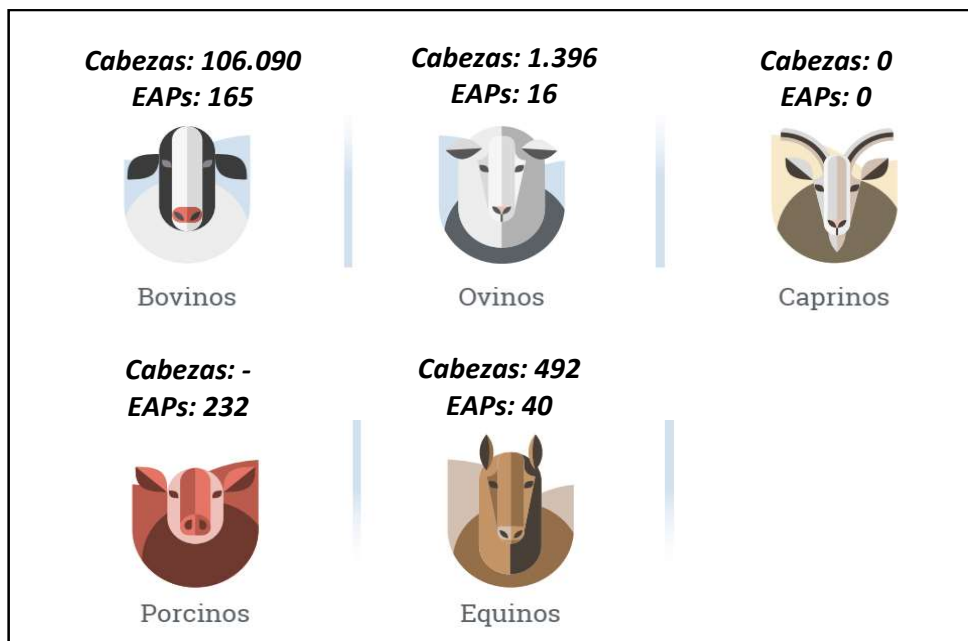 Cabezas: 106.090
EAPs: 165
Bovinos
Cabezas: 1.396
EAPs: 16
Ovinos
Cabezas: 0
EAPs: 0
Caprinos
Cabezas: -
EAPs: 232
Porcinos
Cabezas: 492
EAPs: 40
Equinos